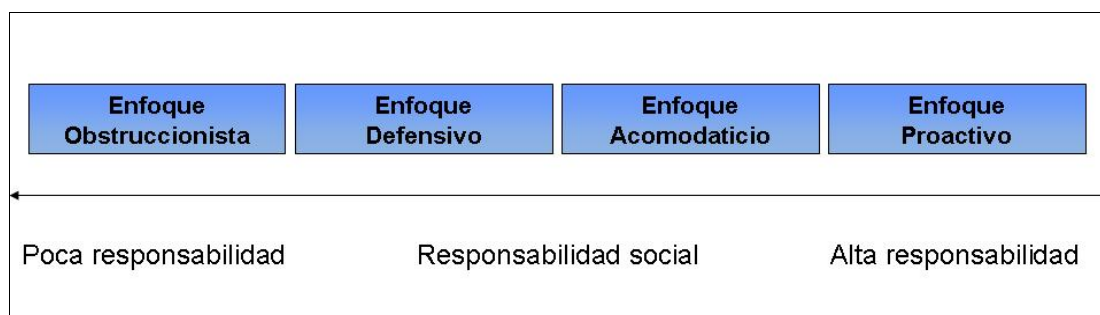 Enfoque
Obstruccionista
Enfoque
Defensivo
Enfoque
Acomodaticio
Enfoque
Proactivo
Poca responsabilidad
Responsabilidad social
Alta responsabilidad